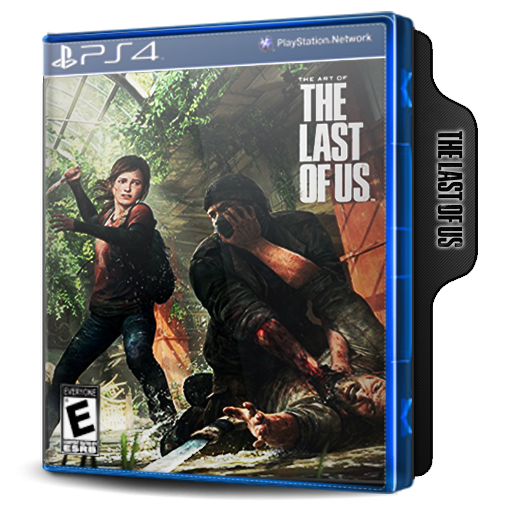 PS4
PlayStation Network
THE ART OF
THE
LAST
OF US
THE LAST OF US
EVERYONE
E
ESRB